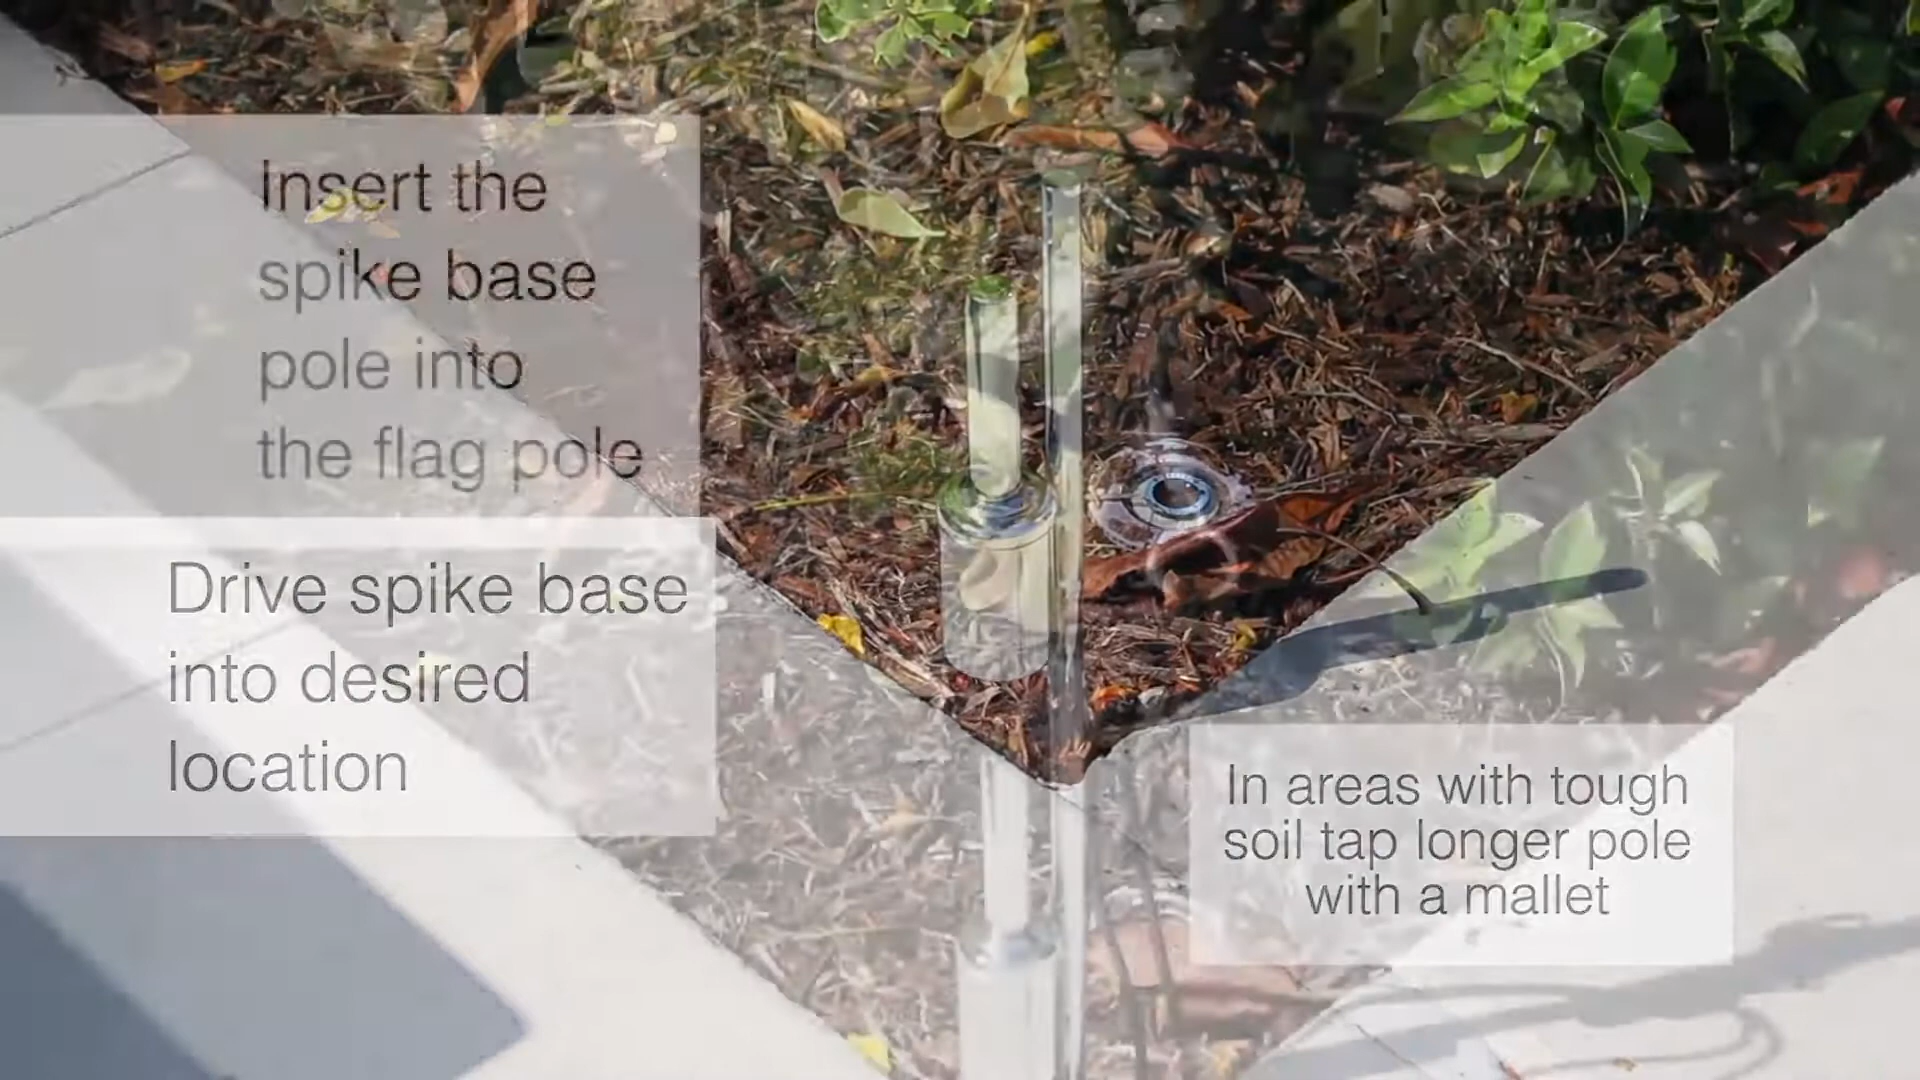 Insert the
spike base
pole into
the flag pole
Drive spike base
into desired
location
In areas with tough
soil tap longer pole
with a mallet